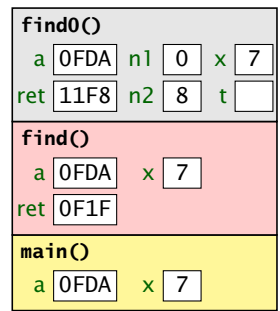 find0()
a 0FDA n1 0 x 7
ret 11F8 n2 8 t
find()
a 0FDA x 7
ret 0F1F
main()
a 0FDA x 7